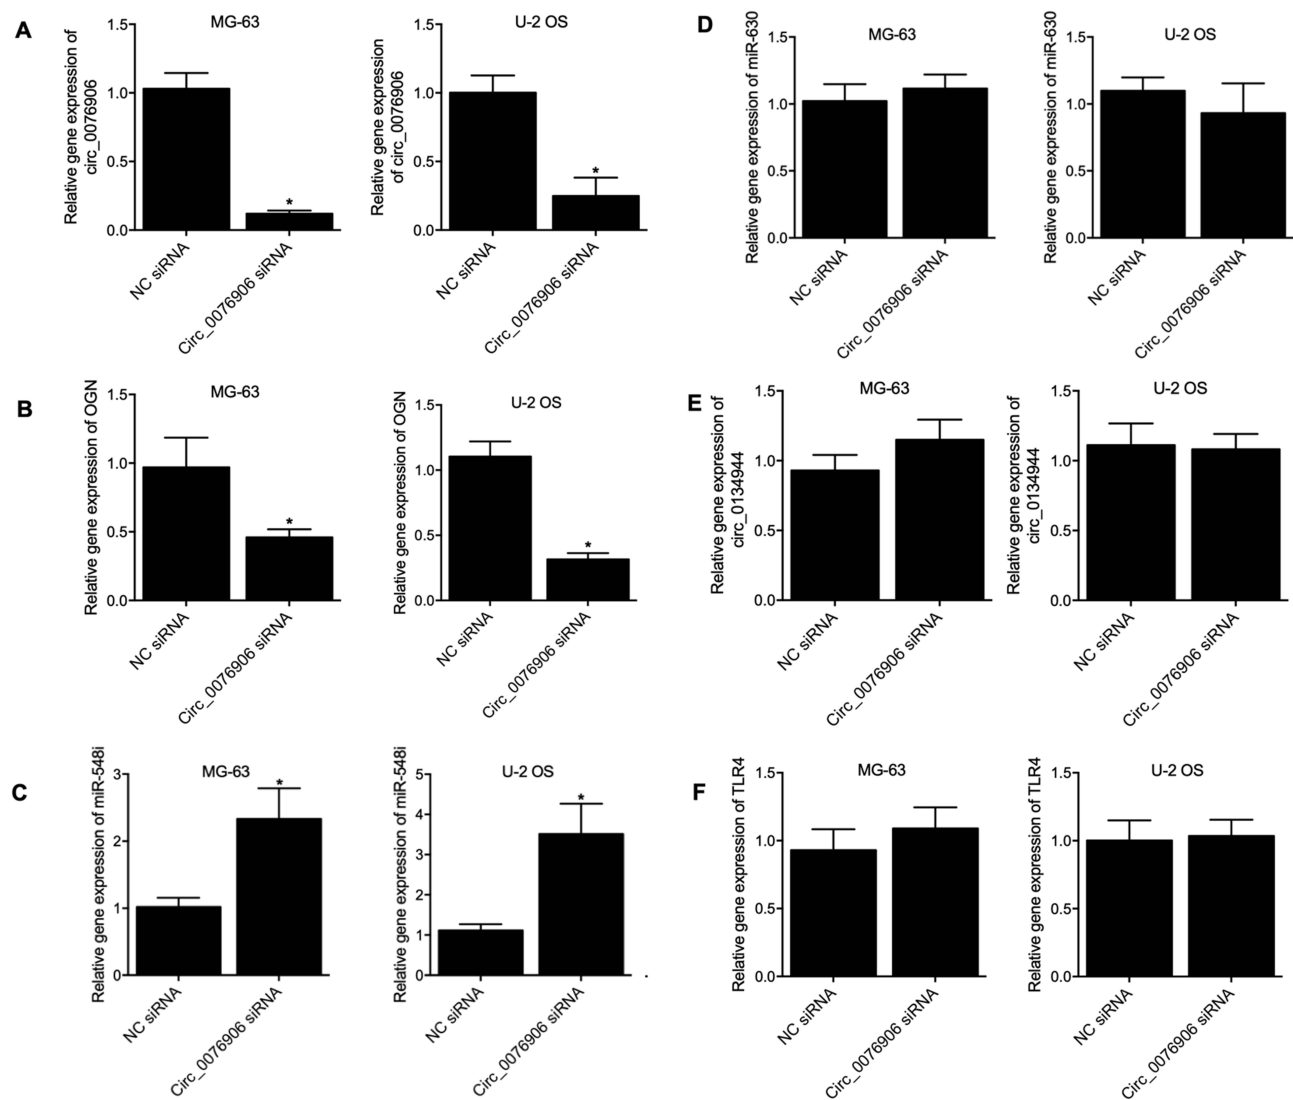 A
MG-63
Relative gene expression of
circ_0076906
1.5
1.0
0.5
0.0
NC siRNA
Circ_0076906 siRNA
*
U-2 OS
Relative gene expression
of circ_0076906
1.5
1.0
0.5
0.0
NC siRNA
Circ_0076906 siRNA
*
B
MG-63
Relative gene expression of OGN
1.5
1.0
0.5
0.0
NC siRNA
Circ_0076906 siRNA
*
U-2 OS
Relative gene expression of OGN
1.5
1.0
0.5
0.0
NC siRNA
Circ_0076906 siRNA
*
C
MG-63
Relative gene expression of miR-548i
3
2
1
0
NC siRNA
Circ_0076906 siRNA
*
U-2 OS
Relative gene expression of miR-548i
5
4
3
2
1
0
NC siRNA
Circ_0076906 siRNA
*
D
MG-63
Relative gene expression of miR-630
1.5
1.0
0.5
0.0
NC siRNA
Circ_0076906 siRNA
U-2 OS
Relative gene expression of miR-630
1.5
1.0
0.5
0.0
NC siRNA
Circ_0076906 siRNA
E
MG-63
Relative gene expression of
circ_0134944
1.5
1.0
0.5
0.0
NC siRNA
Circ_0076906 siRNA
U-2 OS
Relative gene expression of
circ_0134944
1.5
1.0
0.5
0.0
NC siRNA
Circ_0076906 siRNA
F
MG-63
Relative gene expression of TLR4
1.5
1.0
0.5
0.0
NC siRNA
Circ_0076906 siRNA
U-2 OS
Relative gene expression of TLR4
1.5
1.0
0.5
0.0
NC siRNA
Circ_0076906 siRNA